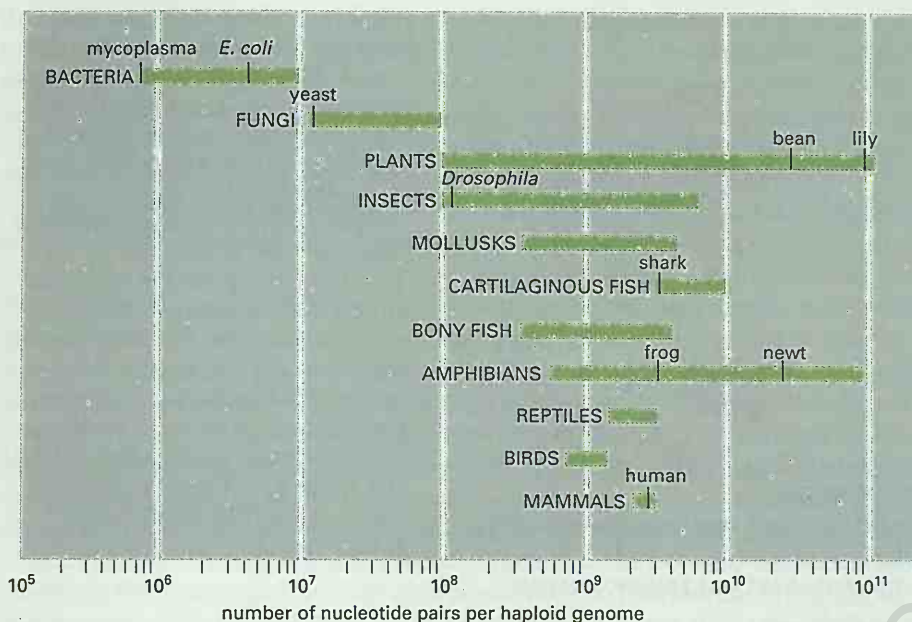 mycoplasma E. coli
BACTERIA
yeast
FUNGI
bean lily
PLANTS
Drosophila
INSECTS
MOLLUSKS
shark
CARTILAGINOUS FISH
BONY FISH
frog newt
AMPHIBIANS
REPTILES
BIRDS
human
MAMMALS
10⁵ 10⁶ 10⁷ 10⁸ 10⁹ 10¹⁰ 10¹¹
number of nucleotide pairs per haploid genome